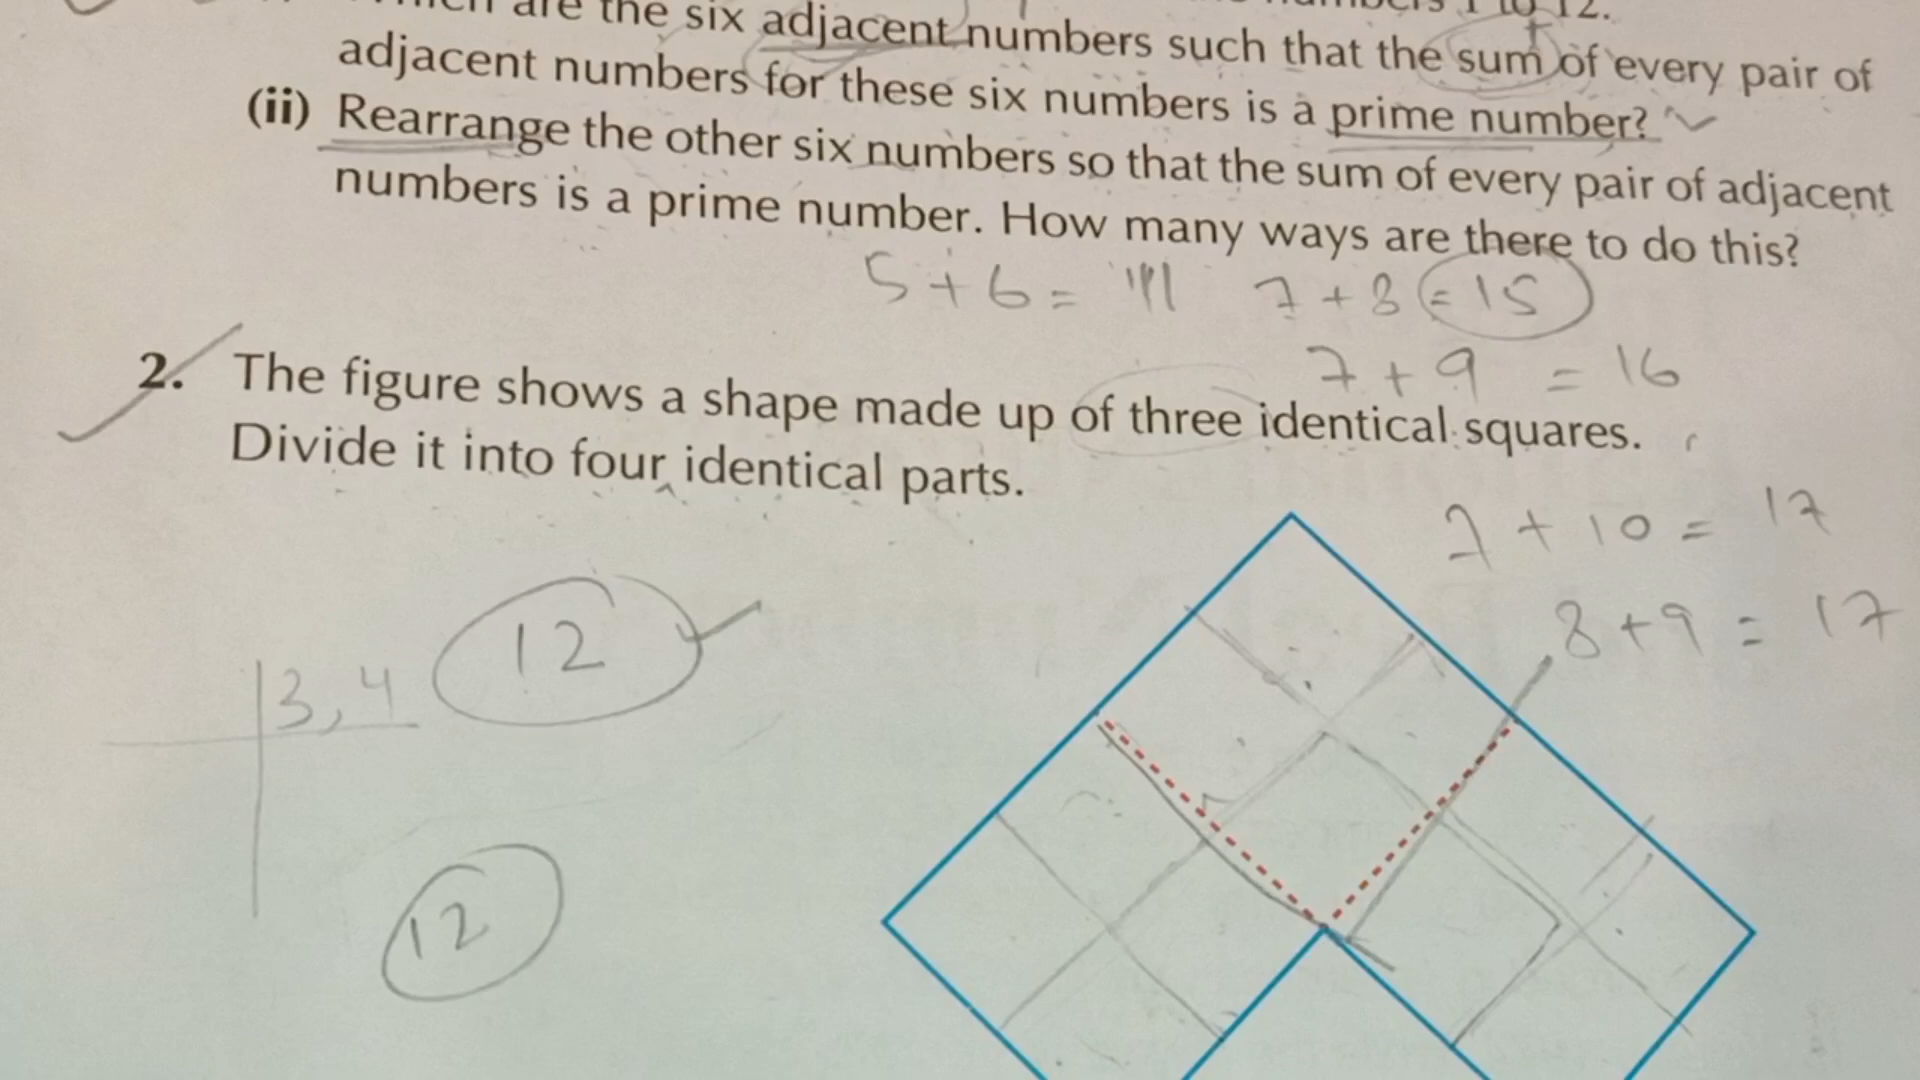 are the six adjacent numbers such that the sum of every pair of
adjacent numbers for these six numbers is a prime number?
(ii) Rearrange the other six numbers so that the sum of every pair of adjacent
numbers is a prime number. How many ways are there to do this?
5 + 6 = 11 7 + 8 = 15
7 + 9 = 16
2. The figure shows a shape made up of three identical squares.
Divide it into four identical parts.
7 + 10 = 17
8 + 9 = 17
3, 4 12
12